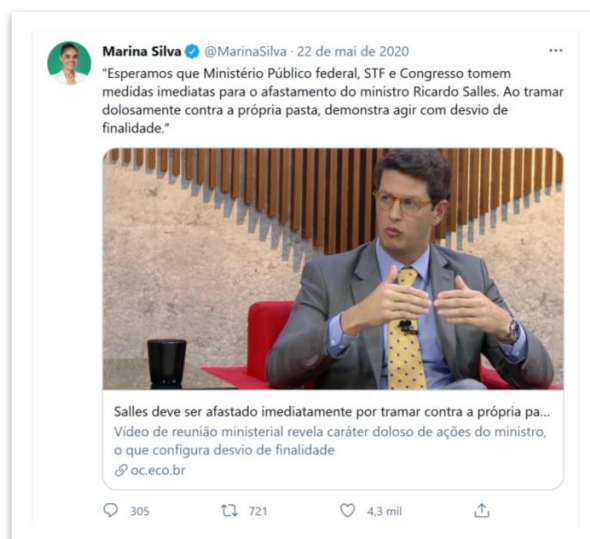 Marina Silva @MarinaSilva · 22 de mai de 2020
“Esperamos que Ministério Público federal, STF e Congresso tomem
medidas imediatas para o afastamento do ministro Ricardo Salles. Ao tramar
dolosamente contra a própria pasta, demonstra agir com desvio de
finalidade.”
Salles deve ser afastado imediatamente por tramar contra a própria pa...
Vídeo de reunião ministerial revela caráter doloso de ações do ministro,
o que configura desvio de finalidade
oc.eco.br
305 721 4,3 mil